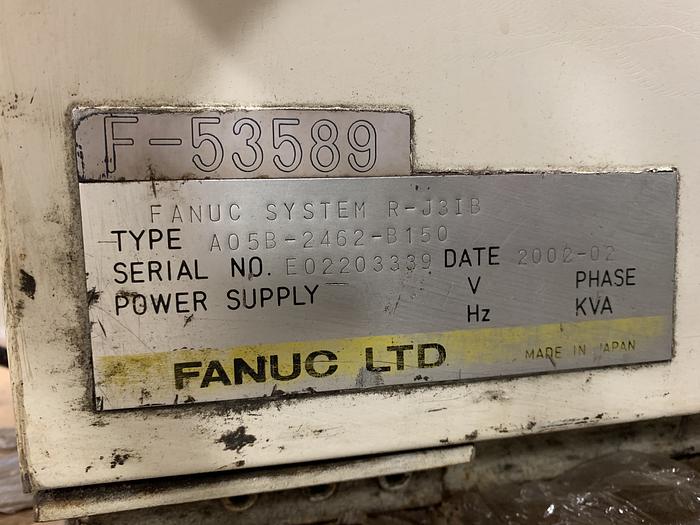 F-53589
FANUC SYSTEM R-J3IB
TYPE A05B-2462-B150
SERIAL NO. E02203339 DATE 2002-02
POWER SUPPLY V PHASE
Hz KVA
FANUC LTD MADE IN JAPAN